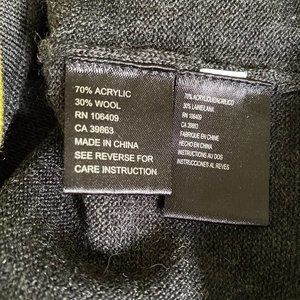 70% ACRYLIC
30% WOOL
RN 106409
CA 39863
MADE IN CHINA
SEE REVERSE FOR
CARE INSTRUCTION
70% ACRYLIQUE/ACRILICO
30% LAINE/LANA
RN 106409
CA 39863
FABRIQUE EN CHINE
HECHO EN CHINA
INSTRUCTIONS AU DOS
INSTRUCCIONES AL REVES